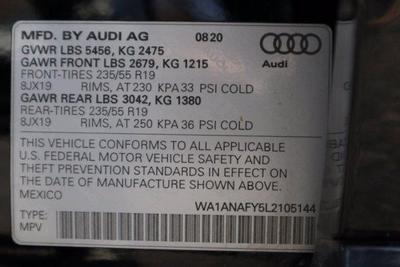 MFD. BY AUDI AG 08 20
GVWR LBS 5456, KG 2475
GAWR FRONT LBS 2679, KG 1215 Audi
FRONT-TIRES 235/55 R19
8JX19 RIMS, AT 230 KPA 33 PSI COLD
GAWR REAR LBS 3042, KG 1380
REAR-TIRES 235/55 R19
8JX19 RIMS, AT 250 KPA 36 PSI COLD
THIS VEHICLE CONFORMS TO ALL APPLICABLE
U.S. FEDERAL MOTOR VEHICLE SAFETY AND
THEFT PREVENTION STANDARDS IN EFFECT ON
THE DATE OF MANUFACTURE SHOWN ABOVE.
MEXICO WA1ANAFY5L2105144
TYPE:
MPV